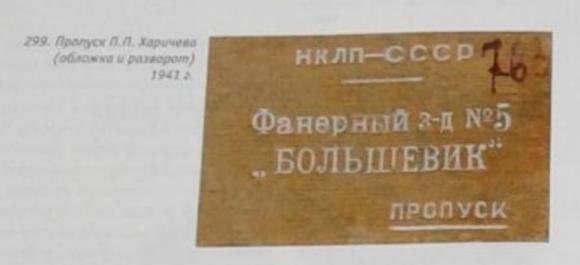 299. Пропуск П.П. Харичева
(обложка и разворот)
1941 г.
НКЛП—СССР
76
Фанерный з-д №5
„БОЛЬШЕВИК"
ПРОПУСК